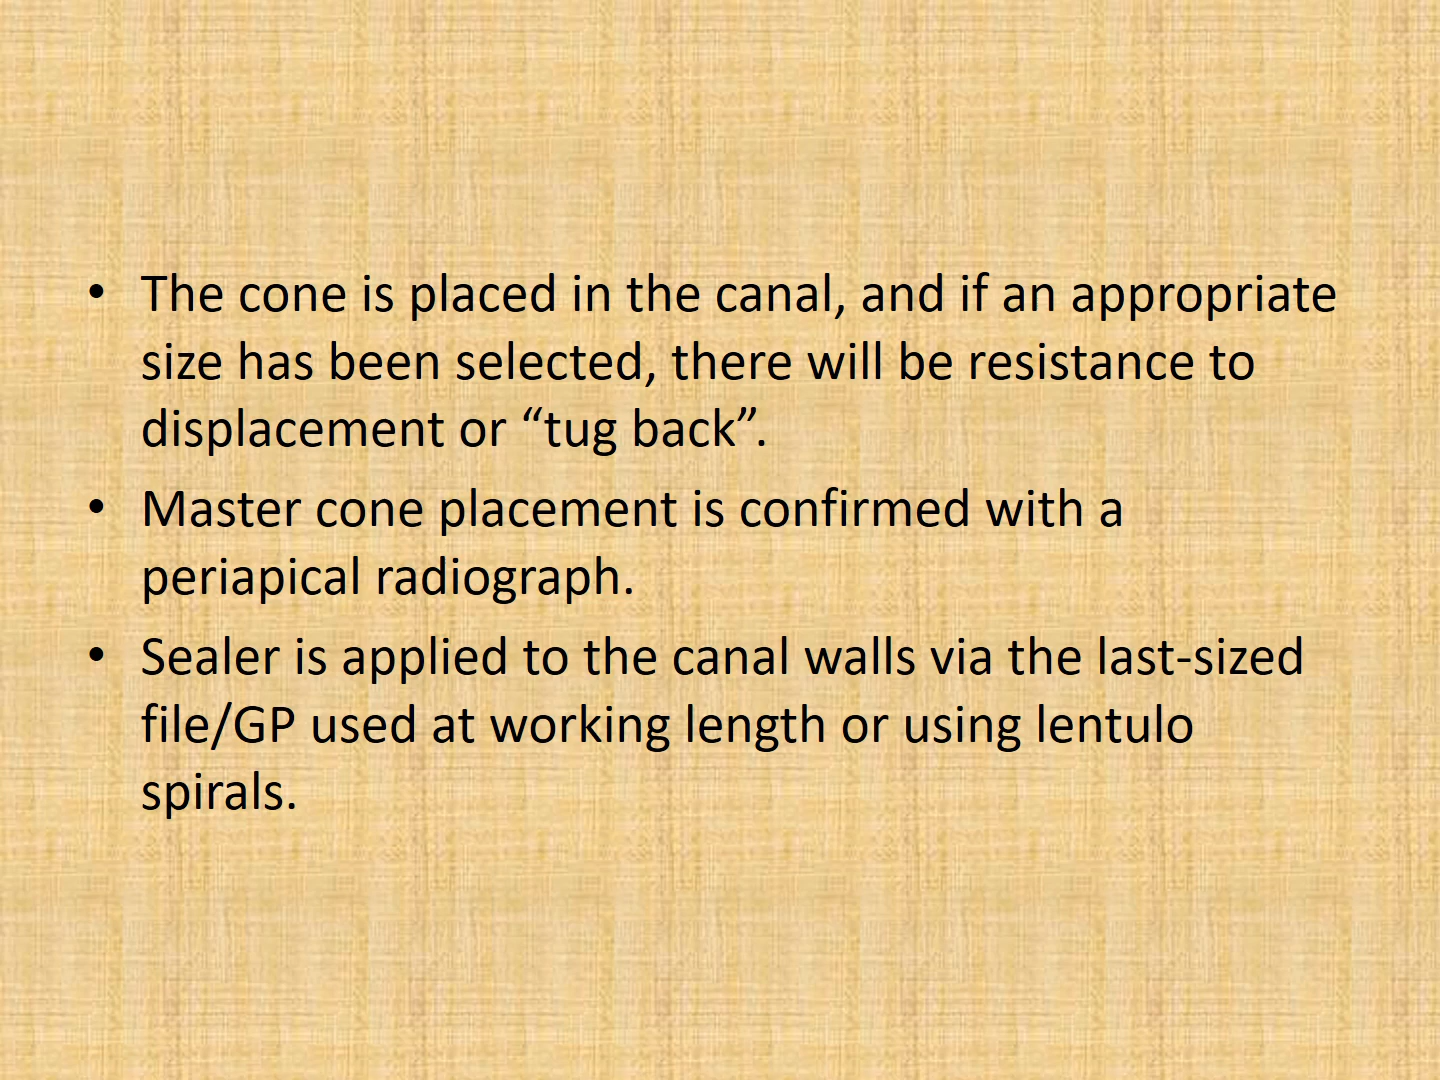 • The cone is placed in the canal, and if an appropriate
size has been selected, there will be resistance to
displacement or “tug back”.
• Master cone placement is confirmed with a
periapical radiograph.
• Sealer is applied to the canal walls via the last-sized
file/GP used at working length or using lentulo
spirals.